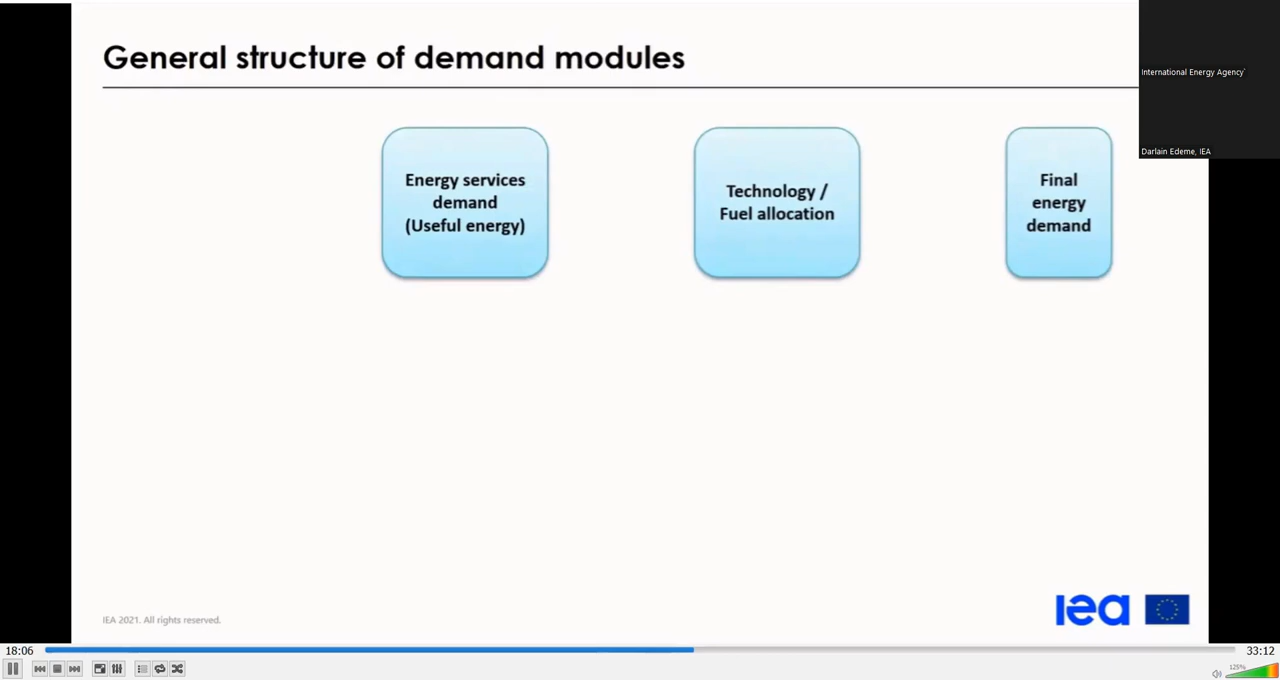 General structure of demand modules
International Energy Agency'
Darlain Edeme, IEA
Energy services
demand
(Useful energy)
Technology /
Fuel allocation
Final
energy
demand
IEA 2021. All rights reserved.
iea
18:06
33:12
125%